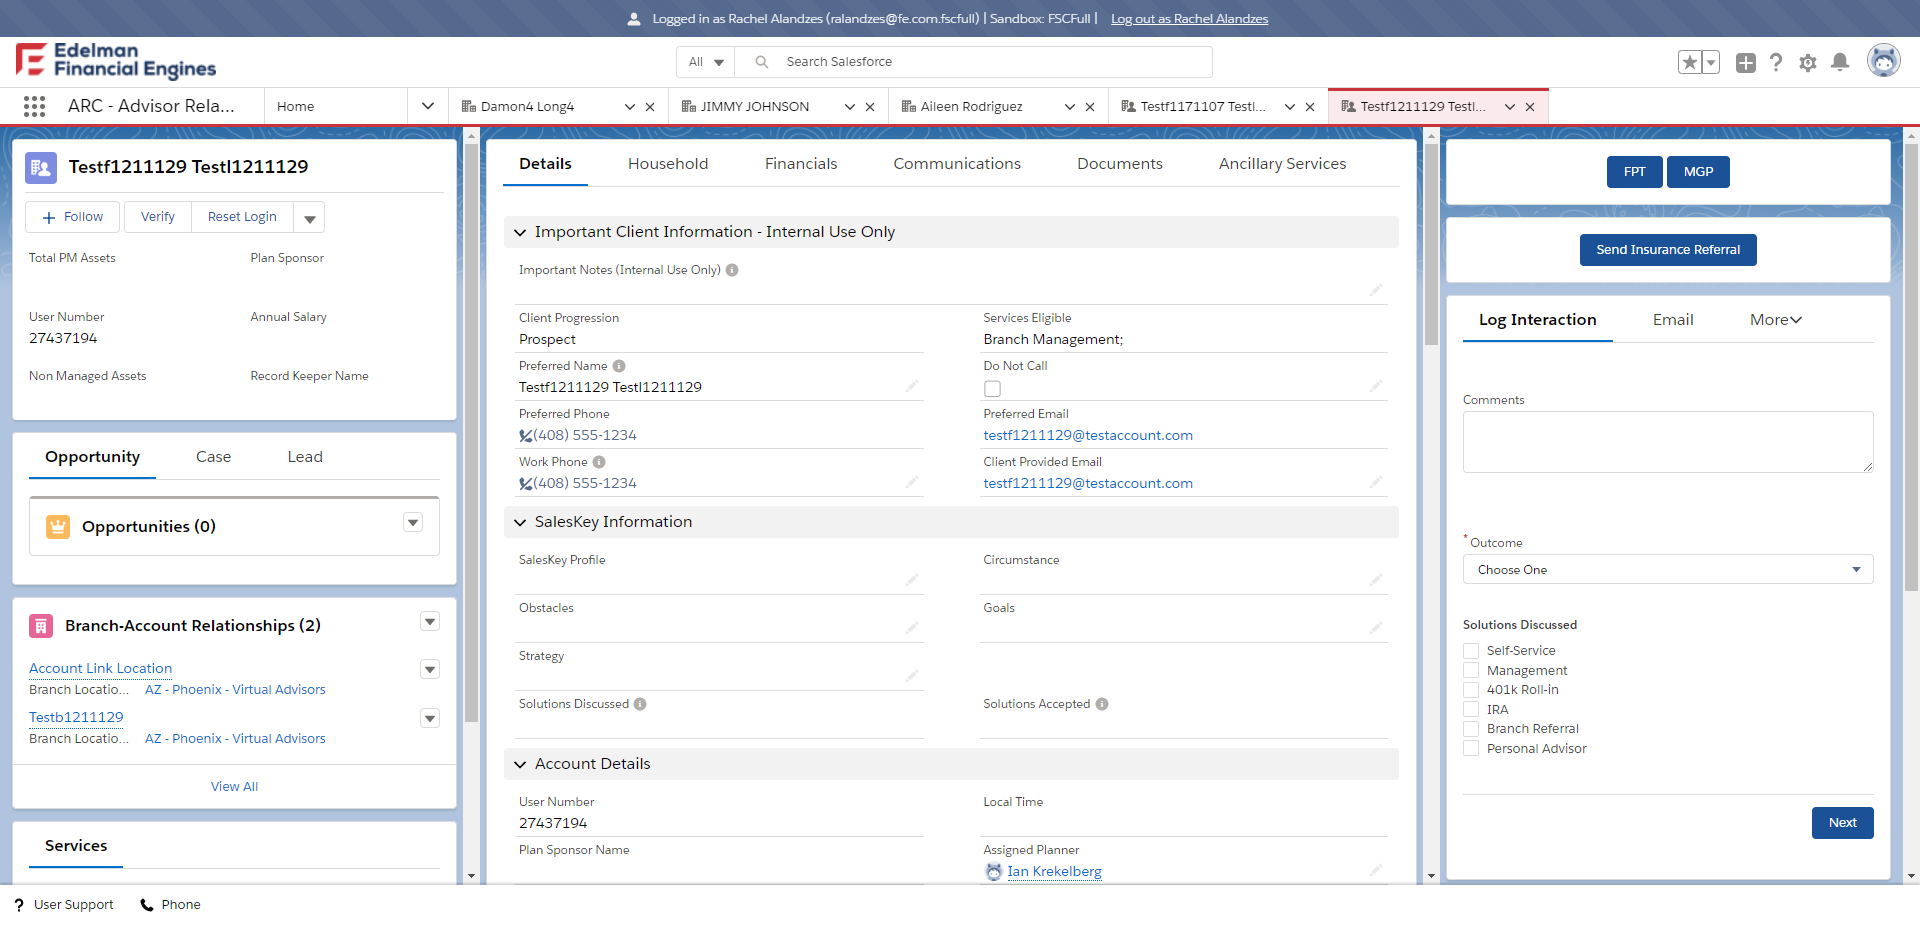 Logged in as Rachel Alandzes (ralandzes@fe.com.fscfull) | Sandbox: FSCFull | Log out as Rachel Alandzes
Edelman
Financial Engines
All
Search Salesforce
ARC - Advisor Rela...
Home
Damon4 Long4
JIMMY JOHNSON
Aileen Rodriguez
Testf1171107 Testl...
Testf1211129 Testl...
Testf1211129 Testl1211129
Follow
Verify
Reset Login
Total PM Assets
Plan Sponsor
User Number
27437194
Annual Salary
Non Managed Assets
Record Keeper Name
Opportunity
Case
Lead
Opportunities (0)
Branch-Account Relationships (2)
Account Link Location
Branch Locatio... AZ - Phoenix - Virtual Advisors
Testb1211129
Branch Locatio... AZ - Phoenix - Virtual Advisors
View All
Services
Details
Household
Financials
Communications
Documents
Ancillary Services
Important Client Information - Internal Use Only
Important Notes (Internal Use Only)
Client Progression
Prospect
Services Eligible
Branch Management;
Preferred Name
Testf1211129 Testl1211129
Do Not Call
Preferred Phone
(408) 555-1234
Preferred Email
testf1211129@testaccount.com
Work Phone
(408) 555-1234
Client Provided Email
testf1211129@testaccount.com
SalesKey Information
SalesKey Profile
Circumstance
Obstacles
Goals
Strategy
Solutions Discussed
Solutions Accepted
Account Details
User Number
27437194
Local Time
Plan Sponsor Name
Assigned Planner
Ian Krekelberg
FPT
MGP
Send Insurance Referral
Log Interaction
Email
More
Comments
* Outcome
Choose One
Solutions Discussed
Self-Service
Management
401k Roll-in
IRA
Branch Referral
Personal Advisor
Next
User Support
Phone